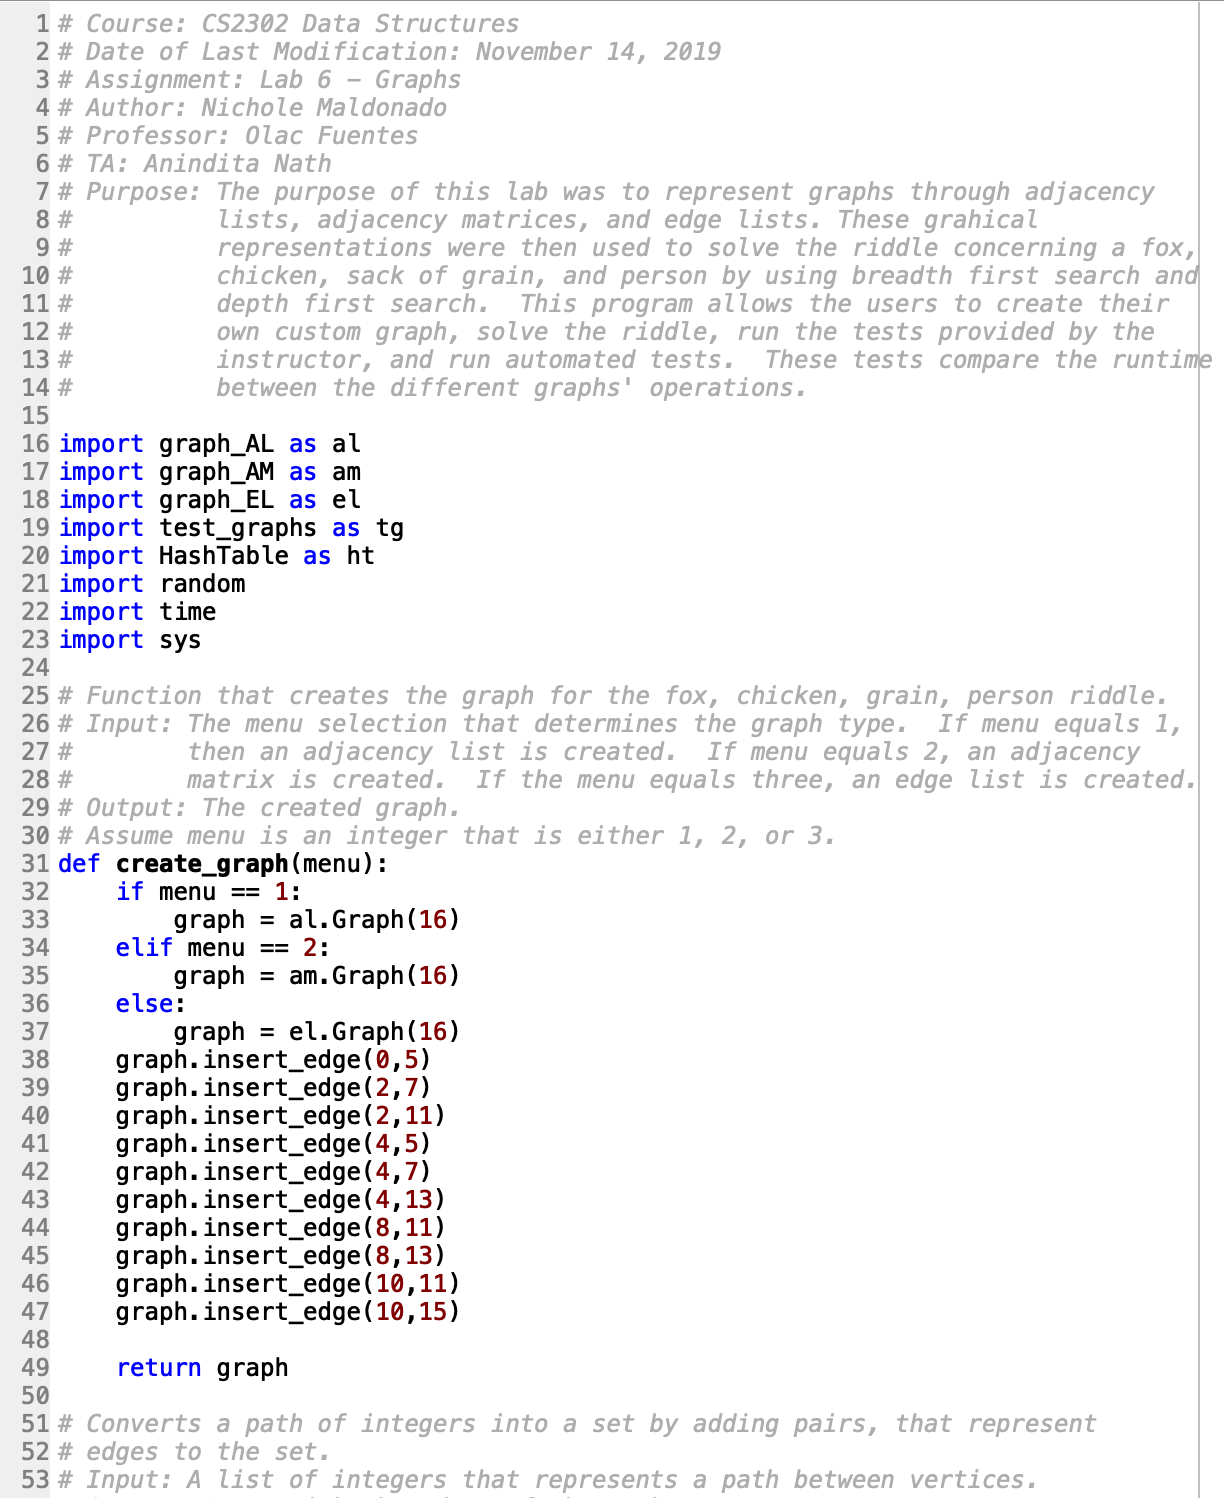 1 # Course: CS2302 Data Structures
2 # Date of Last Modification: November 14, 2019
3 # Assignment: Lab 6 – Graphs
4 # Author: Nichole Maldonado
5 # Professor: Olac Fuentes
6 # TA: Anindita Nath
7 # Purpose: The purpose of this lab was to represent graphs through adjacency
8 #          lists, adjacency matrices, and edge lists. These grahical
9 #          representations were then used to solve the riddle concerning a fox,
10 #          chicken, sack of grain, and person by using breadth first search and
11 #          depth first search.  This program allows the users to create their
12 #          own custom graph, solve the riddle, run the tests provided by the
13 #          instructor, and run automated tests.  These tests compare the runtime
14 #          between the different graphs' operations.
15
16 import graph_AL as al
17 import graph_AM as am
18 import graph_EL as el
19 import test_graphs as tg
20 import HashTable as ht
21 import random
22 import time
23 import sys
24
25 # Function that creates the graph for the fox, chicken, grain, person riddle.
26 # Input: The menu selection that determines the graph type.  If menu equals 1,
27 #        then an adjacency list is created.  If menu equals 2, an adjacency
28 #        matrix is created.  If the menu equals three, an edge list is created.
29 # Output: The created graph.
30 # Assume menu is an integer that is either 1, 2, or 3.
31 def create_graph(menu):
32     if menu == 1:
33         graph = al.Graph(16)
34     elif menu == 2:
35         graph = am.Graph(16)
36     else:
37         graph = el.Graph(16)
38     graph.insert_edge(0,5)
39     graph.insert_edge(2,7)
40     graph.insert_edge(2,11)
41     graph.insert_edge(4,5)
42     graph.insert_edge(4,7)
43     graph.insert_edge(4,13)
44     graph.insert_edge(8,11)
45     graph.insert_edge(8,13)
46     graph.insert_edge(10,11)
47     graph.insert_edge(10,15)
48
49     return graph
50
51 # Converts a path of integers into a set by adding pairs, that represent
52 # edges to the set.
53 # Input: A list of integers that represents a path between vertices.